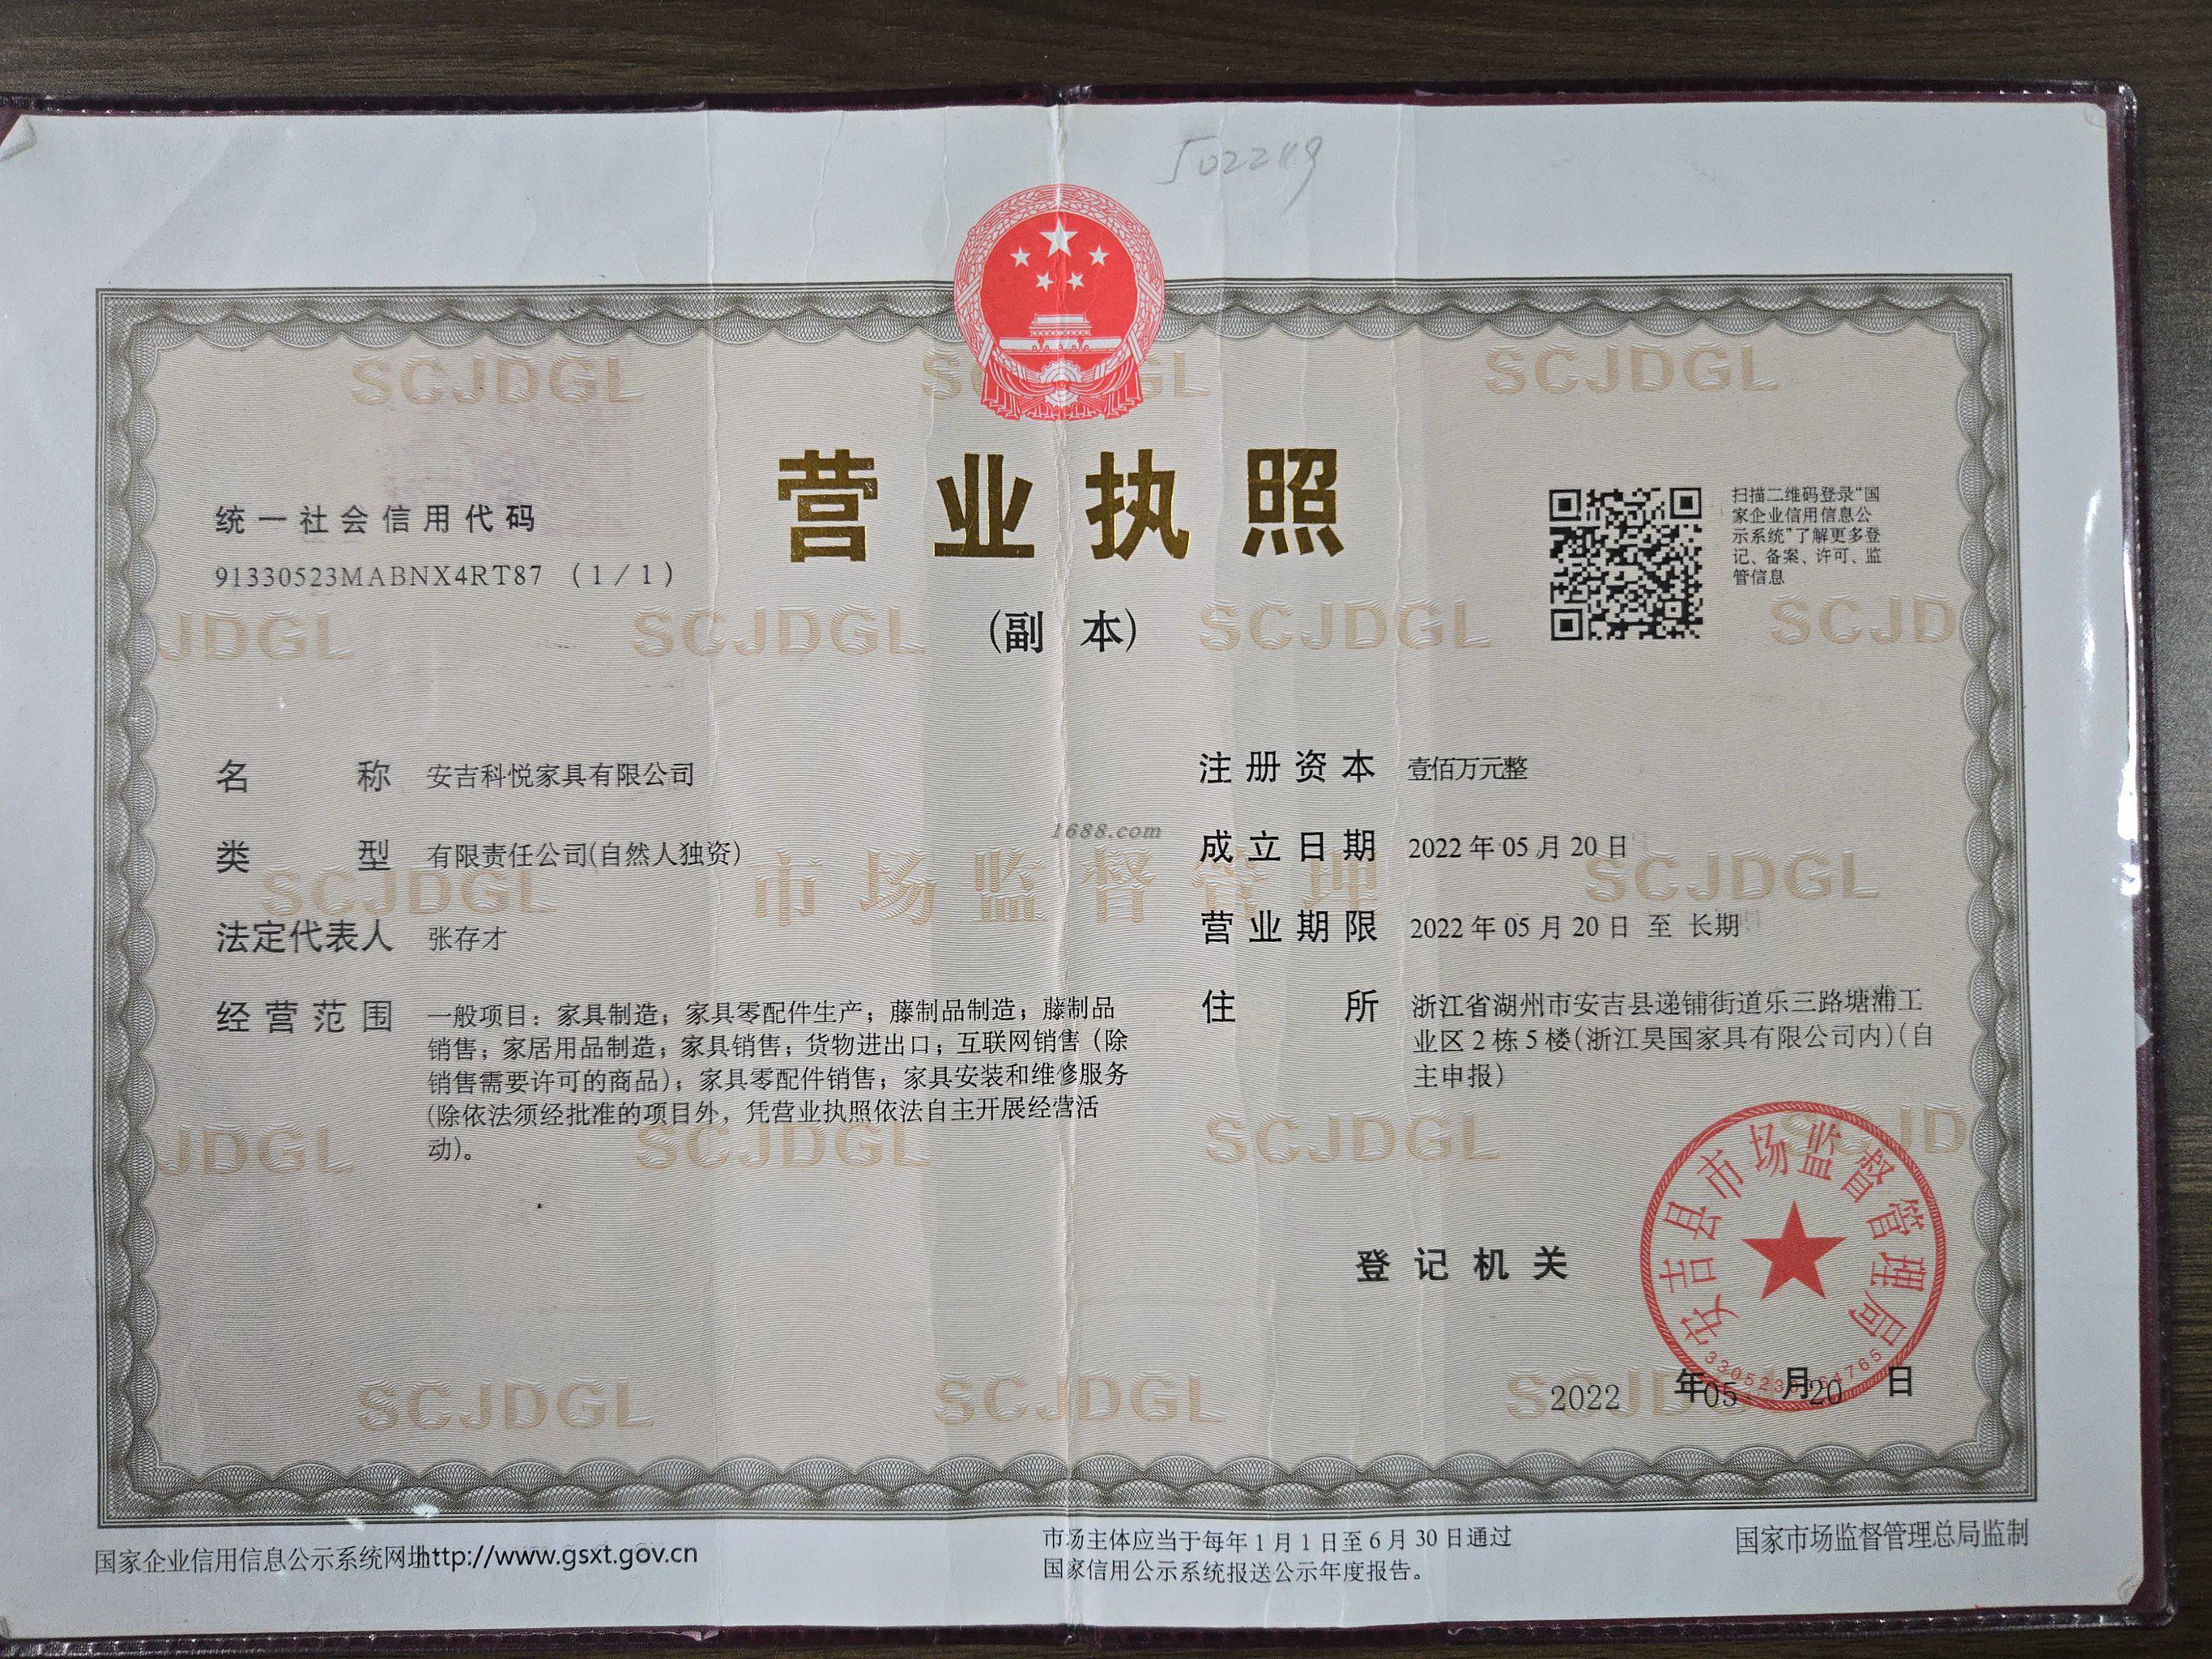 SCJDGL
SCJDGL
营业执照
(副 本)
统一社会信用代码
91330523MABNX4RT87 (1/1)
扫描二维码登录“国
家企业信用信息公
示系统”了解更多登
记、备案、许可、监
管信息
JDGL
SCJDGL
SCJDGL
SCJD
名 称 安吉科悦家具有限公司
类 型 有限责任公司(自然人独资)
法定代表人 张存才
经营范围 一般项目：家具制造；家具零配件生产；藤制品制造；藤制品
销售；家居用品制造；家具销售；货物进出口；互联网销售（除
销售需要许可的商品）；家具零配件销售；家具安装和维修服务
(除依法须经批准的项目外，凭营业执照依法自主开展经营活
动)。
注册资本 壹佰万元整
成立日期 2022年05月20日
营业期限 2022年05月20日 至 长期
住 所 浙江省湖州市安吉县递铺街道乐三路塘浦工
业区2栋5楼(浙江昊国家具有限公司内)(自
主申报)
1688.com
市场监督管理
SCJDGL
SCJDGL
JDGL
SCJDGL
SCJDGL
SCJD
登记机关
安吉县市场监督管理局
2022 年05 月20 日
SCJDGL
SCJDGL
国家企业信用信息公示系统网址http://www.gsxt.gov.cn
市场主体应当于每年1月1日至6月30日通过
国家信用公示系统报送公示年度报告。
国家市场监督管理总局监制